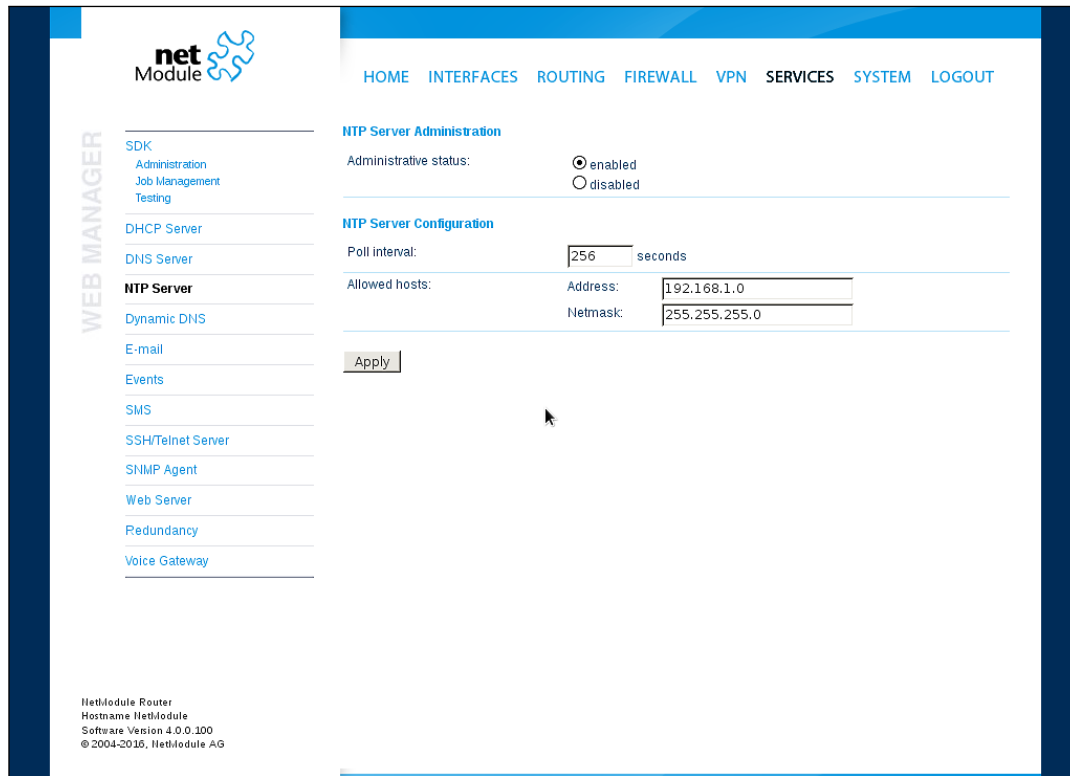 net
Module
HOME INTERFACES ROUTING FIREWALL VPN SERVICES SYSTEM LOGOUT
WEB MANAGER
SDK
Administration
Job Management
Testing
DHCP Server
DNS Server
NTP Server
Dynamic DNS
E-mail
Events
SMS
SSH/Telnet Server
SNMP Agent
Web Server
Redundancy
Voice Gateway
NTP Server Administration
Administrative status:
enabled
disabled
NTP Server Configuration
Poll interval: 256 seconds
Allowed hosts: Address: 192.168.1.0
Netmask: 255.255.255.0
Apply
NetModule Router
Hostname NetModule
Software Version 4.0.0.100
© 2004-2016, NetModule AG